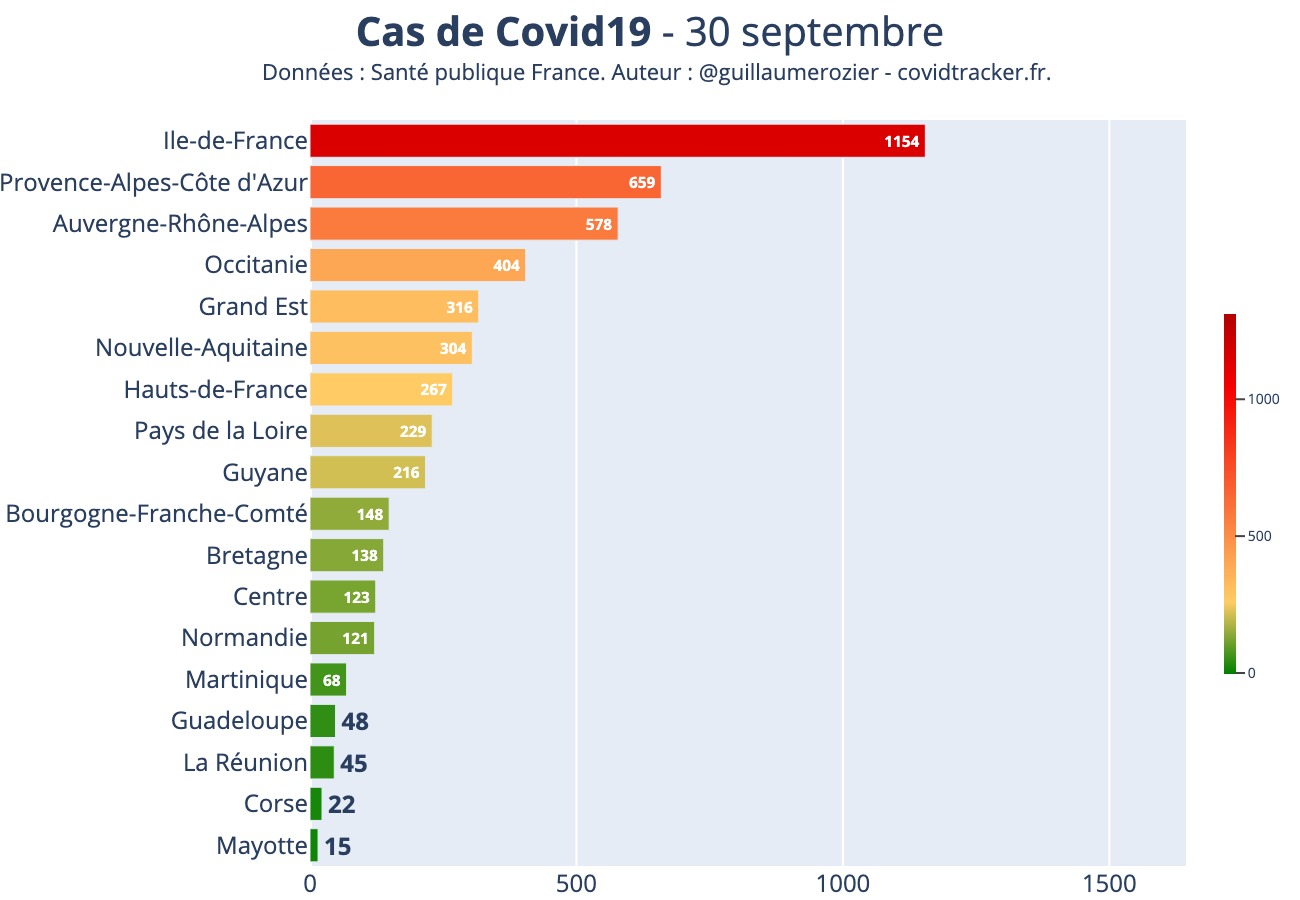 Cas de Covid19 - 30 septembre
Données : Santé publique France. Auteur : @guillaumerozier - covidtracker.fr.
Ile-de-France 1154
Provence-Alpes-Côte d'Azur 659
Auvergne-Rhône-Alpes 578
Occitanie 404
Grand Est 316
Nouvelle-Aquitaine 304
Hauts-de-France 267
Pays de la Loire 229
Guyane 216
Bourgogne-Franche-Comté 148
Bretagne 138
Centre 123
Normandie 121
Martinique 68
Guadeloupe 48
La Réunion 45
Corse 22
Mayotte 15
0 500 1000 1500
1000
500
0